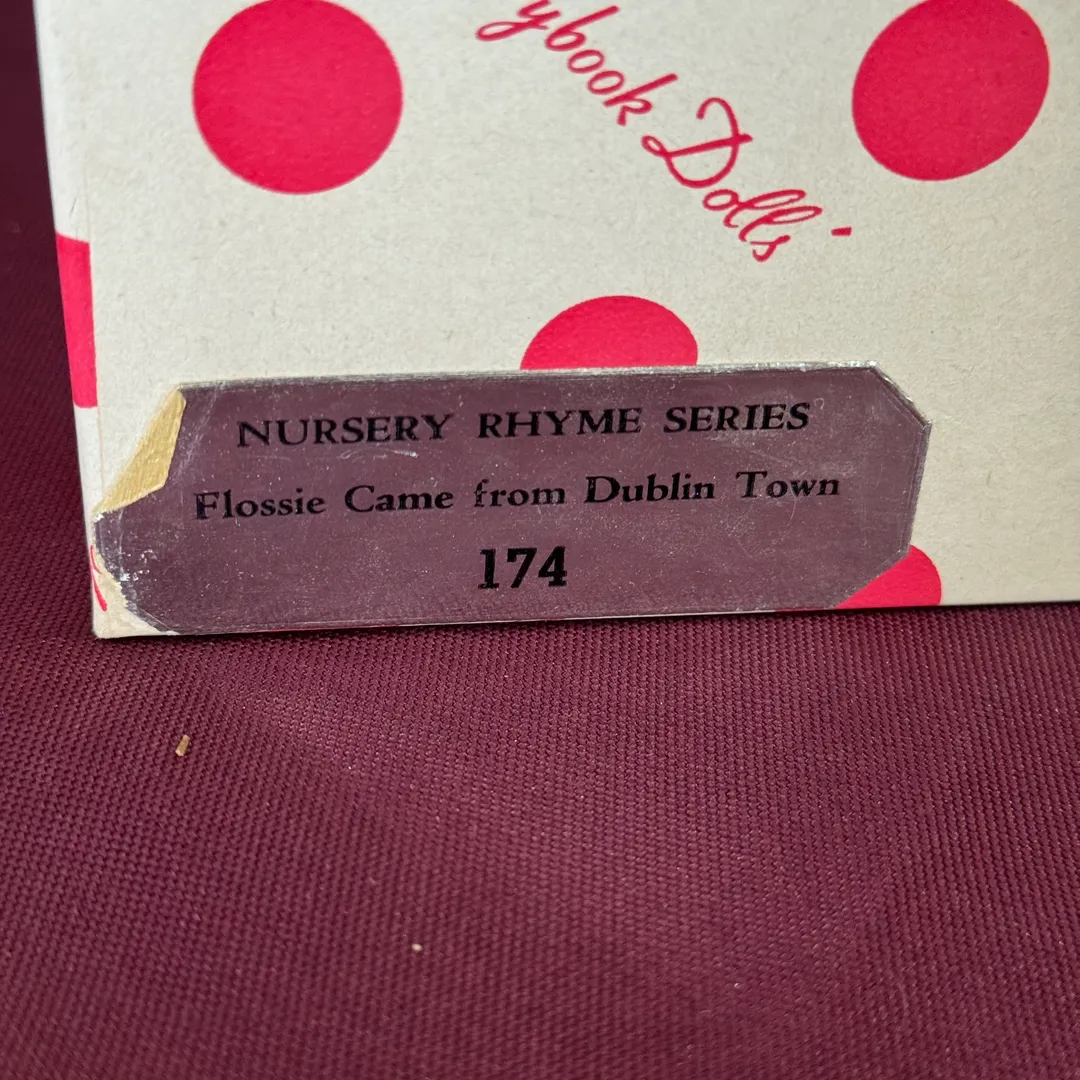 ybook Dolls'
NURSERY RHYME SERIES
Flossie Came from Dublin Town
174